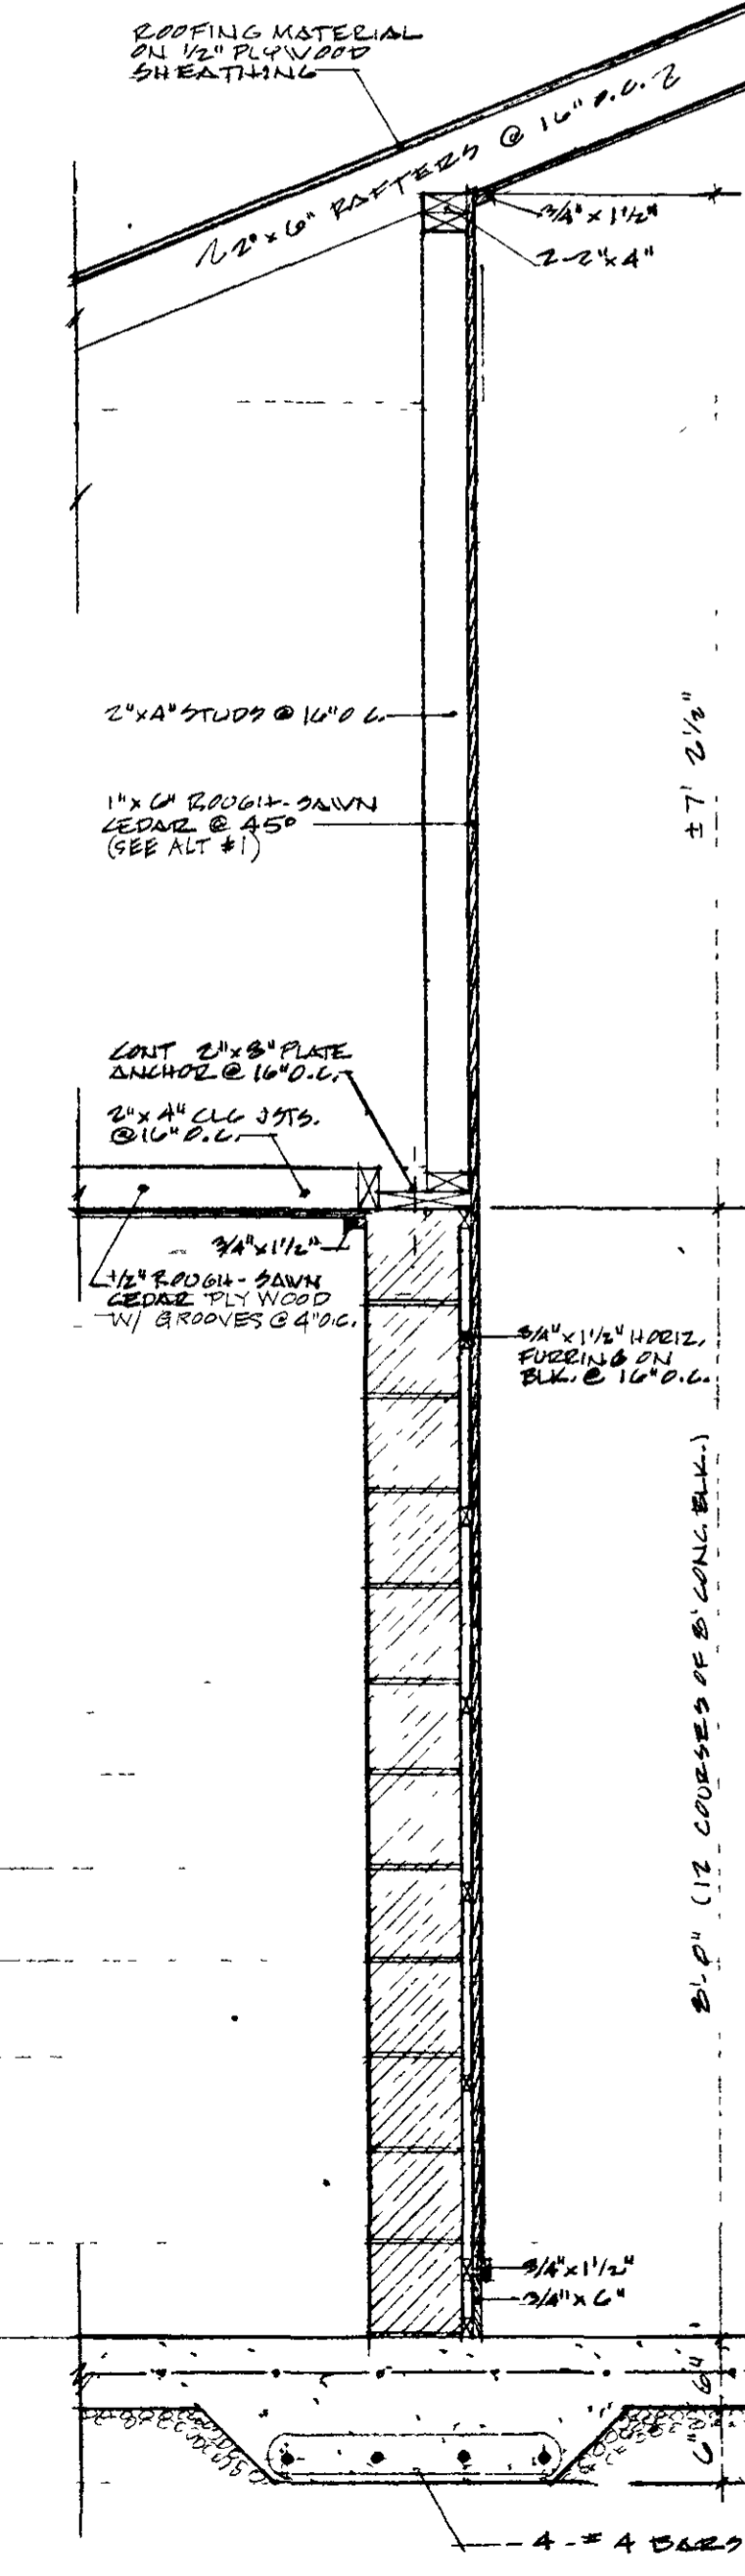 ROOFING MATERIAL
ON 1/2" PLYWOOD
SHEATHING
2"x6" RAFTERS @ 16" O.C.
3/4" x 1 1/2"
2-2"x4"
2"x4" STUDS @ 16" O.C.
± 7' 2 1/2"
1"x6" ROUGH-SAWN
CEDAR @ 45°
(SEE ALT #1)
CONT 2"x8" PLATE
ANCHOR @ 16" O.C.
2"x4" CLG JSTS.
@ 16" O.C.
3/4"x1 1/2"
1/2" ROUGH-SAWN
CEDAR PLYWOOD
W/ GROOVES @ 4" O.C.
3/4"x1 1/2" HORIZ.
FURRING ON
BLK. @ 16" O.C.
8'-0" (12 COURSES OF 8" CONC. BLK.)
3/4"x1 1/2"
3/4"x6"
6" 6"
4-#4 BARS